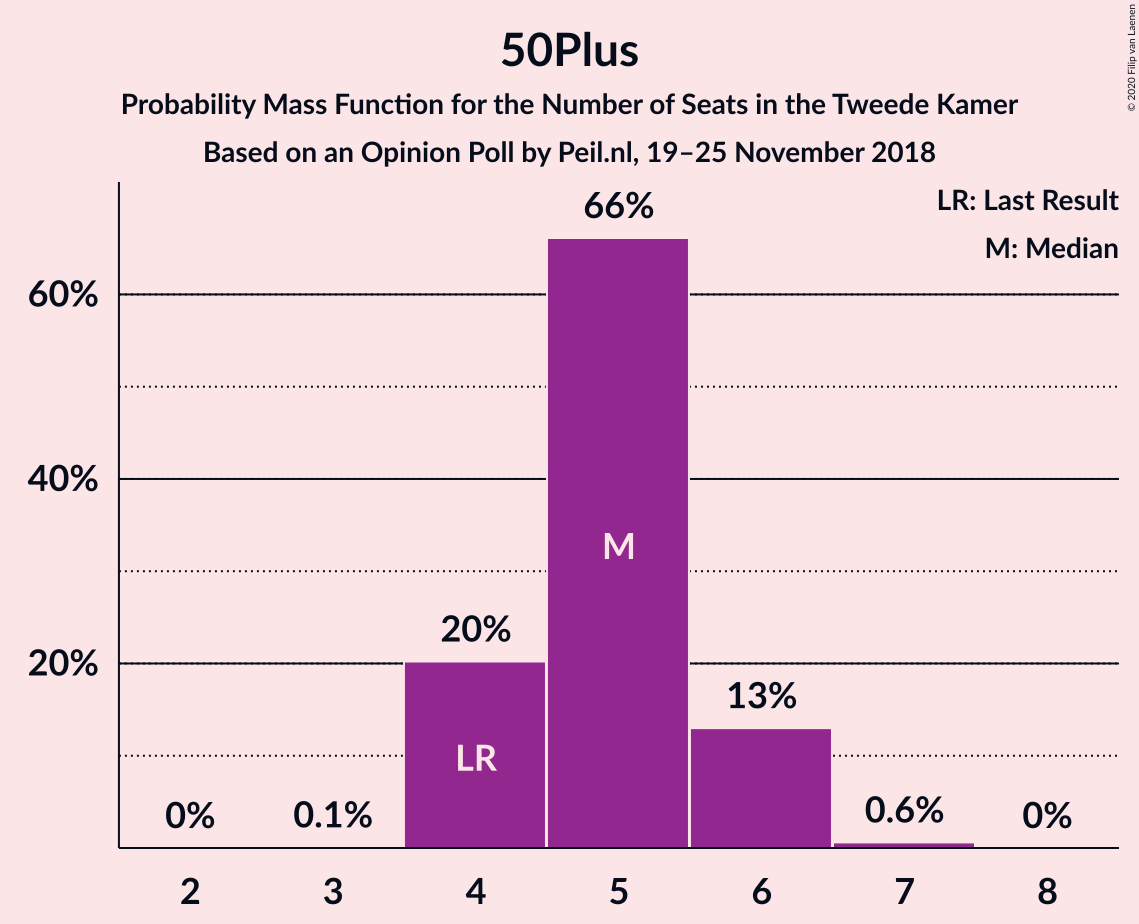 50Plus
Probability Mass Function for the Number of Seats in the Tweede Kamer
Based on an Opinion Poll by Peil.nl, 19–25 November 2018
© 2020 Filip van Laenen
LR: Last Result
M: Median
60%
40%
20%
0%
0.1%
20%
66%
13%
0.6%
0%
LR
M
2
3
4
5
6
7
8